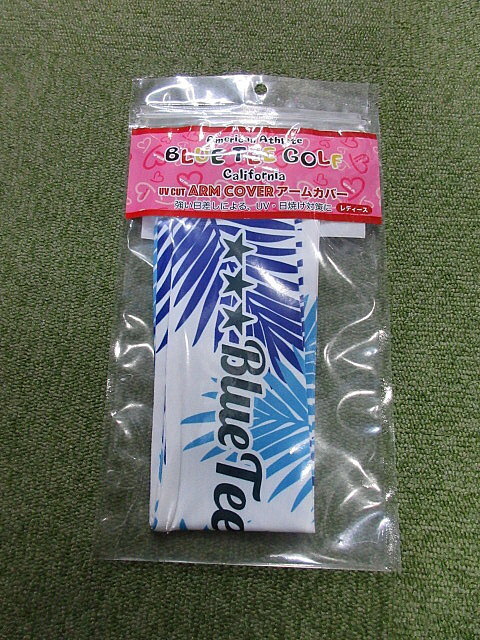 American Athlete
BLUE TEE GOLF
California
UV CUT ARM COVER アームカバー
強い日差しによる、UV・日焼け対策に レディース
★★★BlueTee